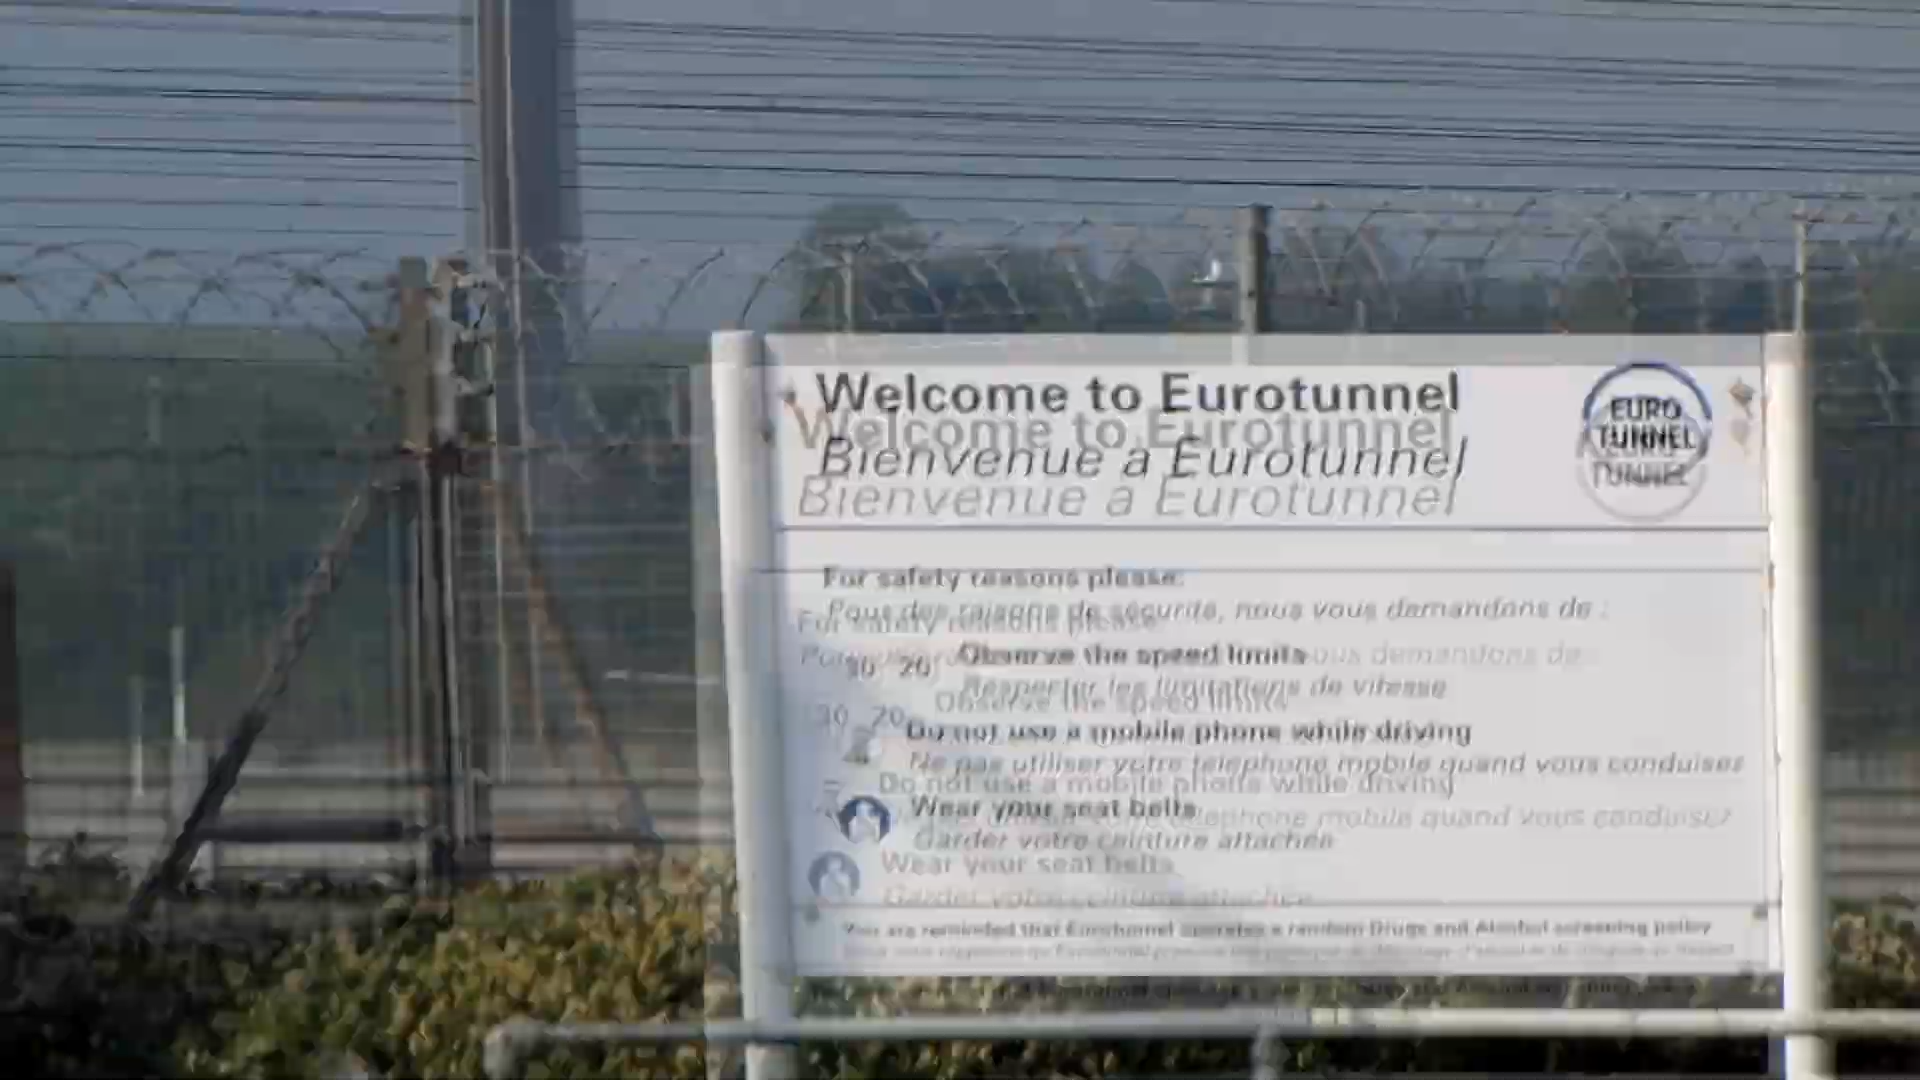 Welcome to Eurotunnel
Bienvenue a Eurotunnel
EURO
TUNNEL
For safety reasons please:
Pour des raisons de sécurité, nous vous demandons de :
30 20
Observe the speed limits
Respecter les limitations de vitesse
Do not use a mobile phone while driving
Ne pas utiliser votre telephone mobile quand vous conduisez
Wear your seat belts
Garder votre ceinture attachée
You are reminded that Eurotunnel operates a random Drugs and Alcohol screening policy